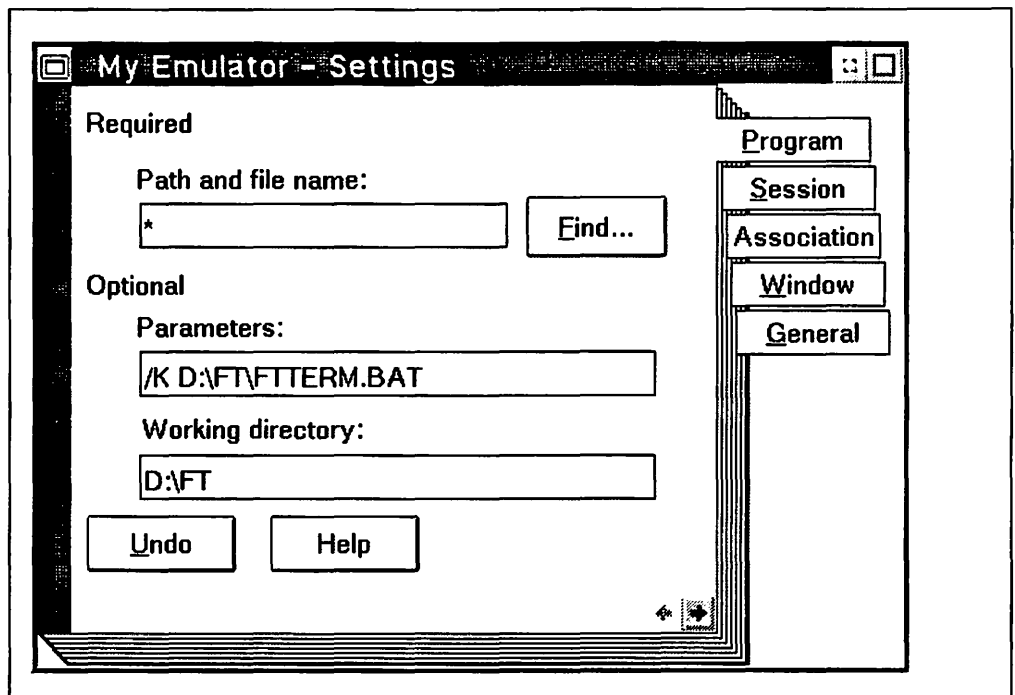 My Emulator - Settings
Required
Path and file name:
*
Find...
Optional
Parameters:
/K D:\FT\FTTERM.BAT
Working directory:
D:\FT
Undo
Help
Program
Session
Association
Window
General